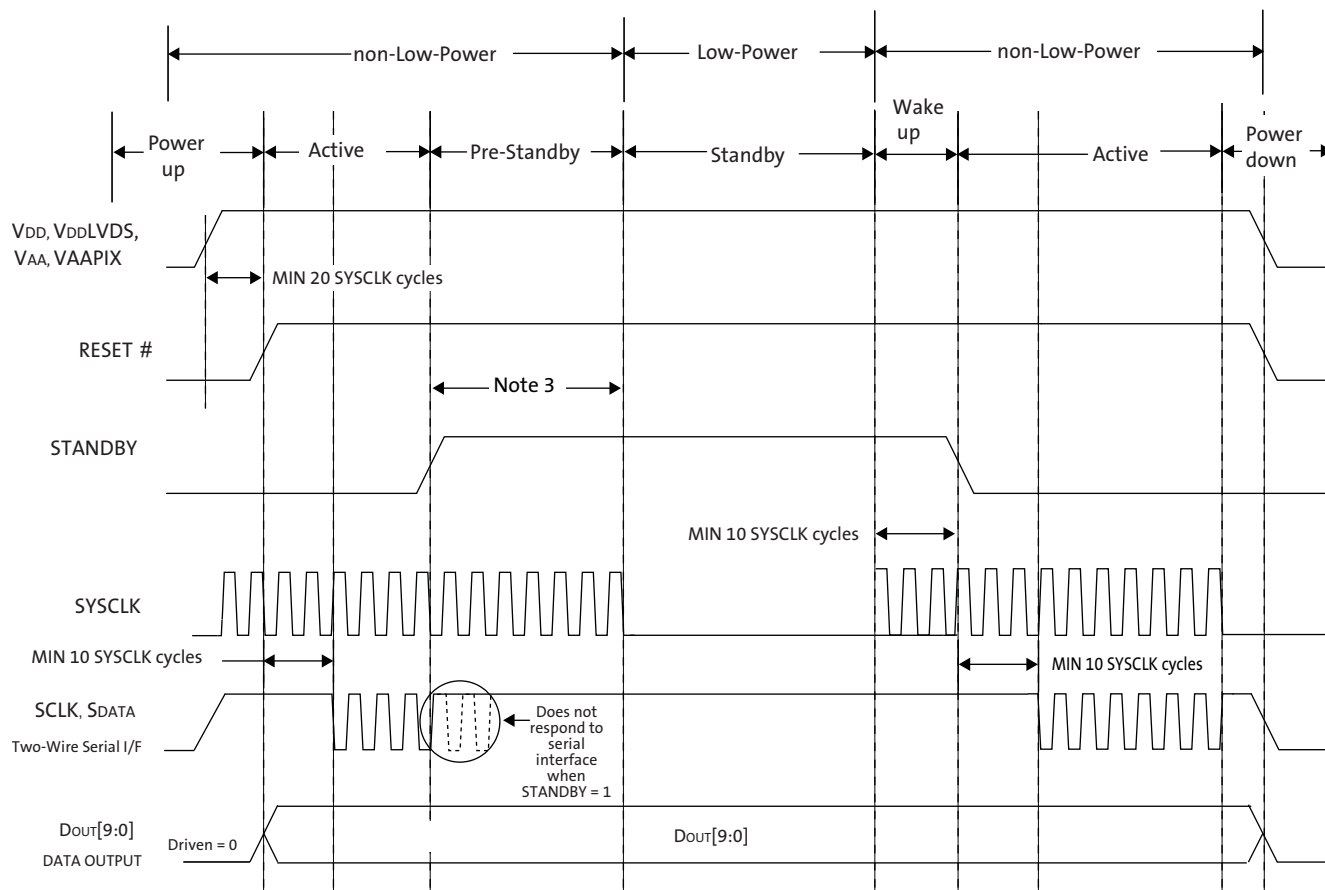 non-Low-Power
Low-Power
non-Low-Power
Power
up
Active
Pre-Standby
Standby
Wake
up
Active
Power
down
VDD, VDDLVDS,
VAA, VAAPIX
MIN 20 SYSCLK cycles
RESET #
Note 3
STANDBY
MIN 10 SYSCLK cycles
SYSCLK
MIN 10 SYSCLK cycles
MIN 10 SYSCLK cycles
SCLK, SDATA
Two-Wire Serial I/F
Does not
respond to
serial
interface
when
STANDBY = 1
DOUT[9:0]
DATA OUTPUT
Driven = 0
DOUT[9:0]